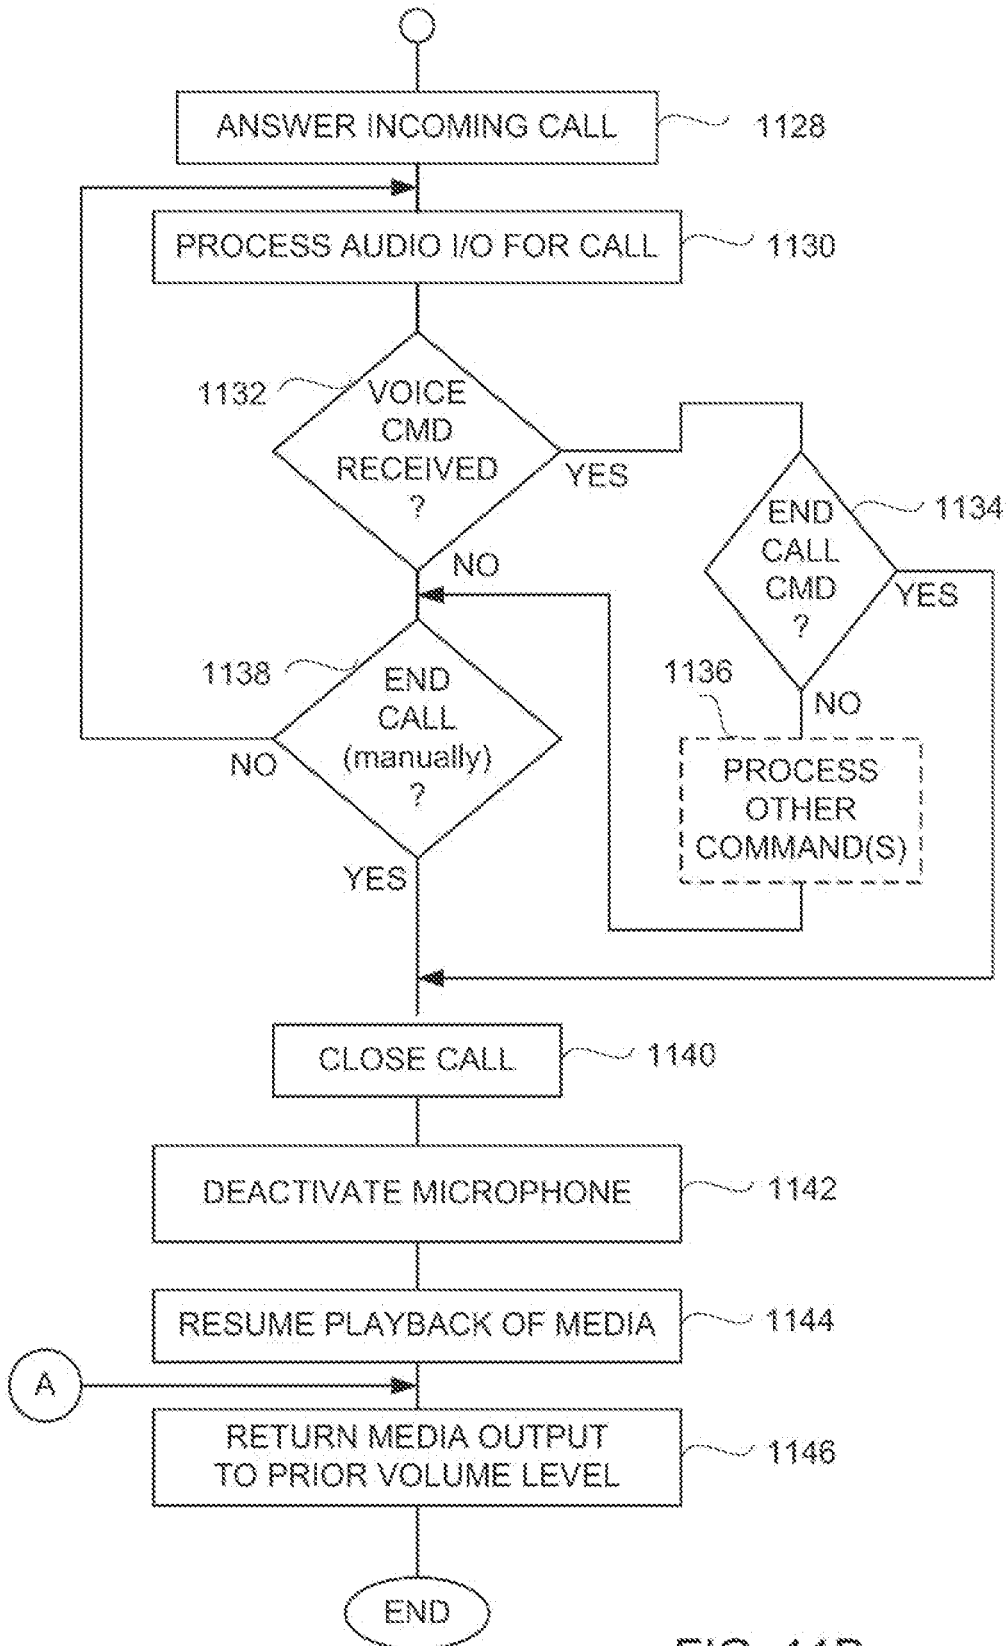 ANSWER INCOMING CALL
1128
PROCESS AUDIO I/O FOR CALL
1130
1132
VOICE
CMD
RECEIVED
?
YES
NO
1134
END
CALL
CMD
?
YES
NO
1136
PROCESS
OTHER
COMMAND(S)
1138
END
CALL
(manually)
?
NO
YES
CLOSE CALL
1140
DEACTIVATE MICROPHONE
1142
RESUME PLAYBACK OF MEDIA
1144
A
RETURN MEDIA OUTPUT
TO PRIOR VOLUME LEVEL
1146
END